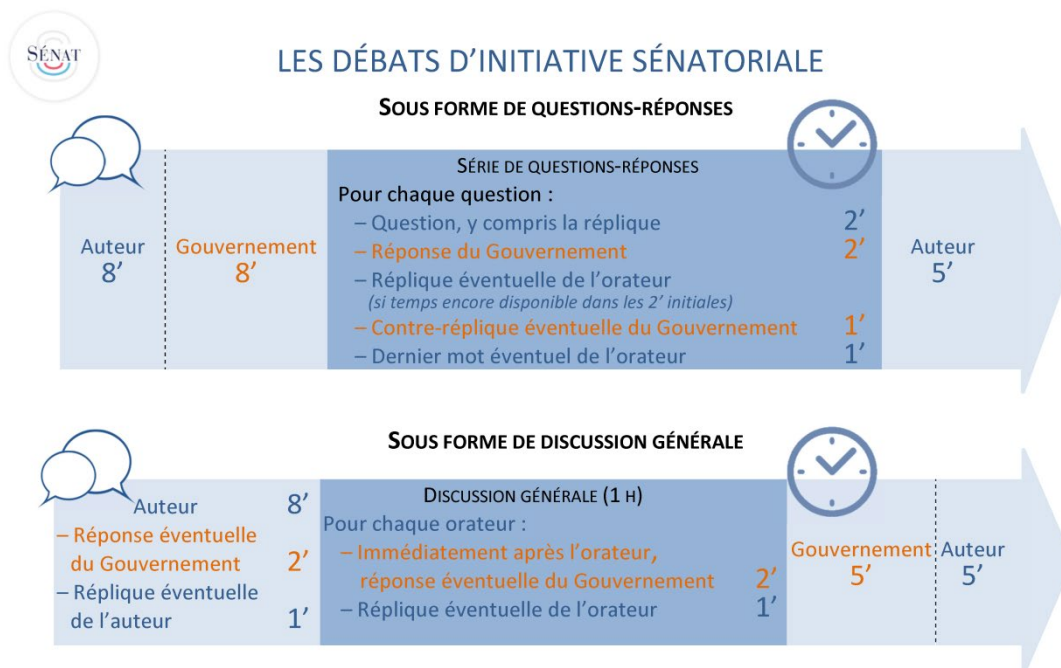 SÉNAT
LES DÉBATS D'INITIATIVE SÉNATORIALE
SOUS FORME DE QUESTIONS-RÉPONSES
Auteur
8’
Gouvernement
8’
SÉRIE DE QUESTIONS-RÉPONSES
Pour chaque question :
– Question, y compris la réplique 2’
– Réponse du Gouvernement 2’
– Réplique éventuelle de l’orateur
(si temps encore disponible dans les 2’ initiales)
– Contre-réplique éventuelle du Gouvernement 1’
– Dernier mot éventuel de l’orateur 1’
Auteur
5’
SOUS FORME DE DISCUSSION GÉNÉRALE
Auteur 8’
– Réponse éventuelle
du Gouvernement 2’
– Réplique éventuelle
de l’auteur 1’
DISCUSSION GÉNÉRALE (1 H)
Pour chaque orateur :
– Immédiatement après l’orateur,
réponse éventuelle du Gouvernement 2’
– Réplique éventuelle de l’orateur 1’
Gouvernement
5’
Auteur
5’